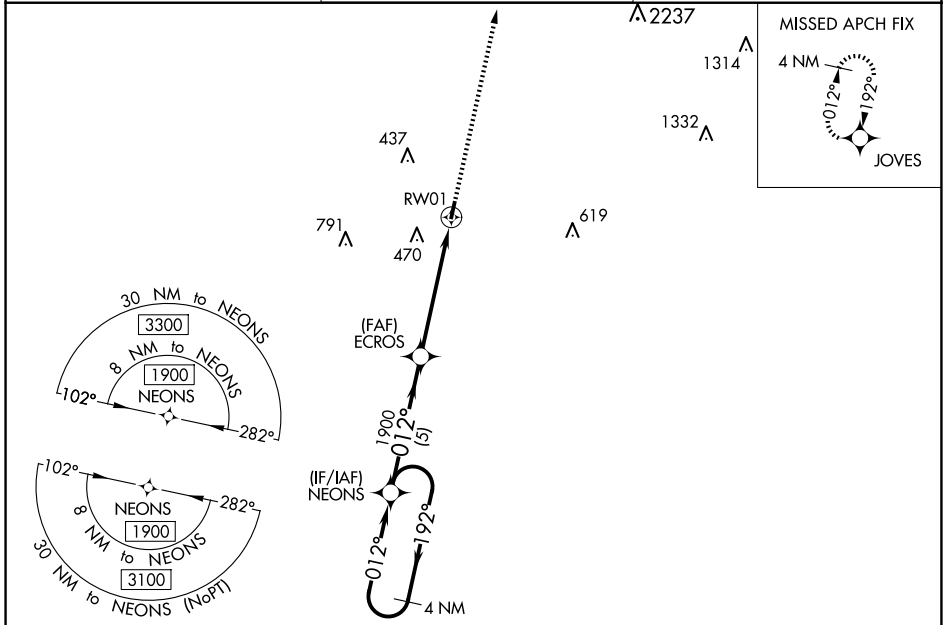 2237
1314
MISSED APCH FIX
4 NM
012°
192°
JOVES
1332
437
RW01
791
470
619
30 NM to NEONS
3300
8 NM to NEONS
1900
NEONS
102°
282°
(FAF)
ECROS
1900
012°
(5)
(IF/IAF)
NEONS
012°
192°
4 NM
102°
282°
NEONS
1900
8 NM to NEONS
3100
30 NM to NEONS (NoPT)